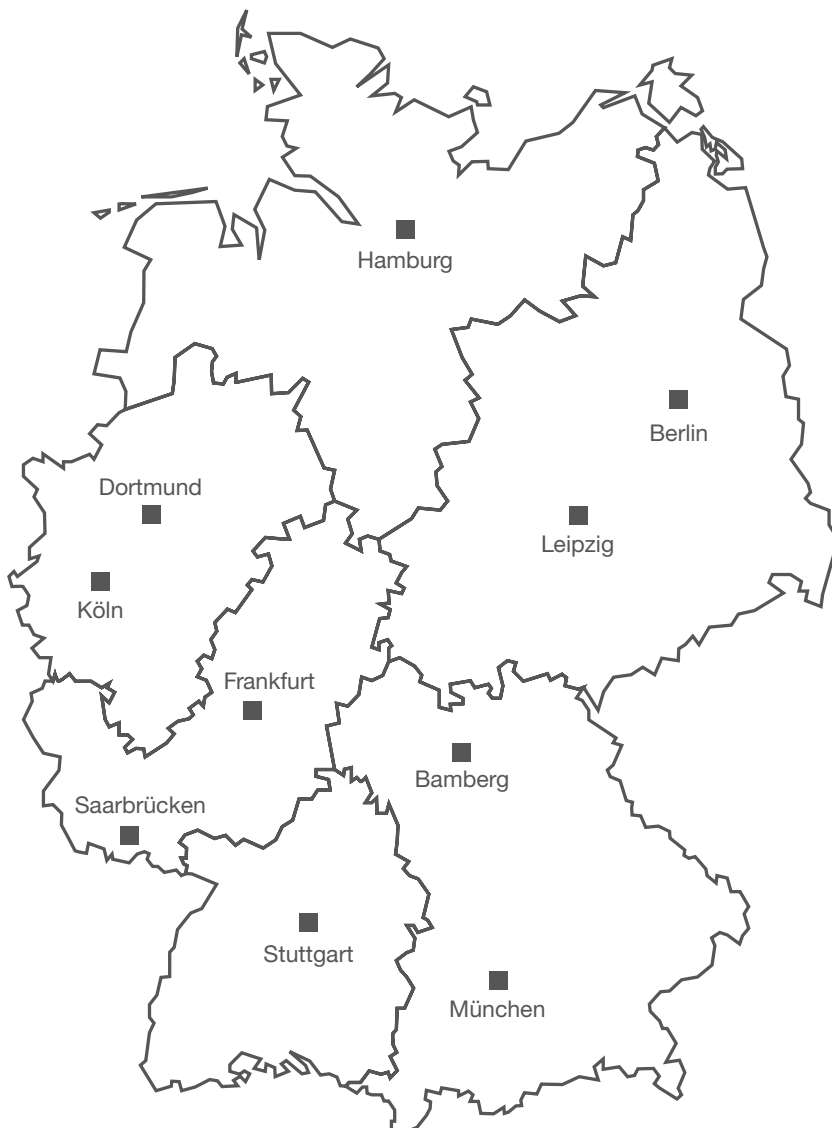 Hamburg
Berlin
Dortmund
Leipzig
Köln
Frankfurt
Bamberg
Saarbrücken
Stuttgart
München